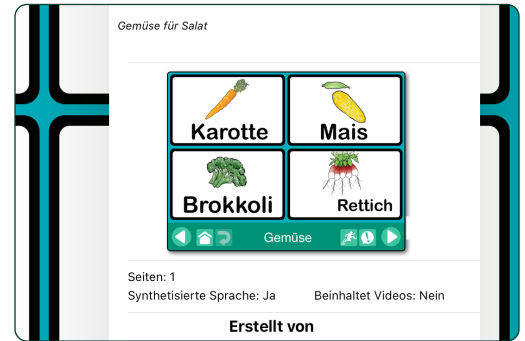 Gemüse für Salat
Karotte Mais
Brokkoli Rettich
Gemüse
Seiten: 1
Synthetisierte Sprache: Ja Beinhaltet Videos: Nein
Erstellt von